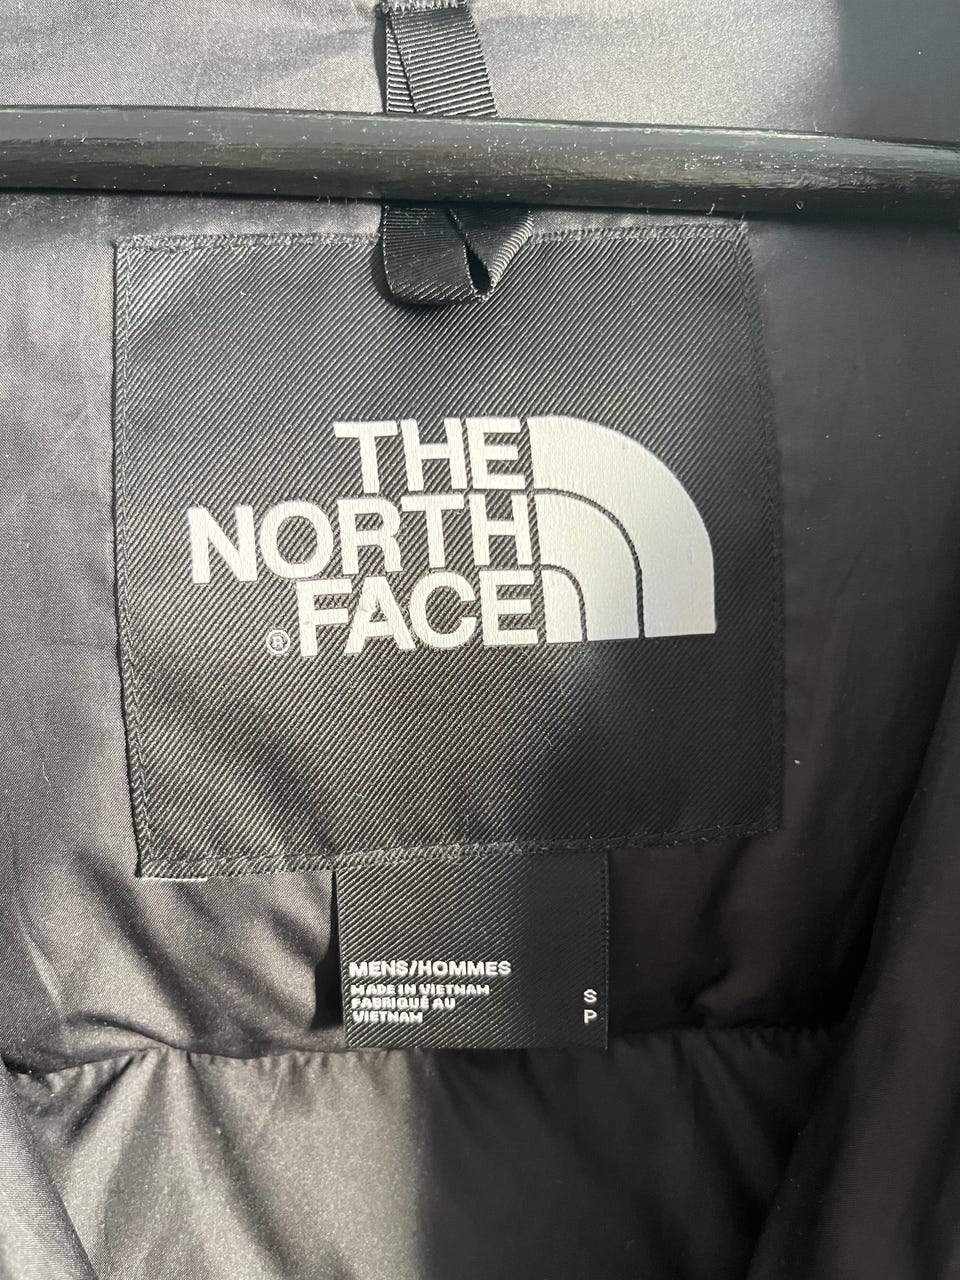 THE
NORTH
® FACE
MENS/HOMMES
MADE IN VIETNAM
FABRIQUÉ AU
VIETNAM
S
P